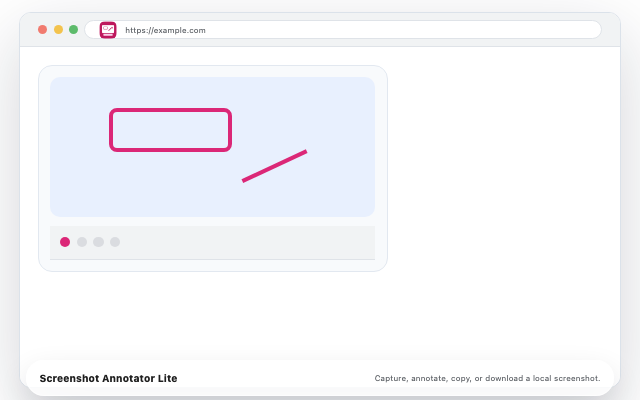 https://example.com
Screenshot Annotator Lite
Capture, annotate, copy, or download a local screenshot.